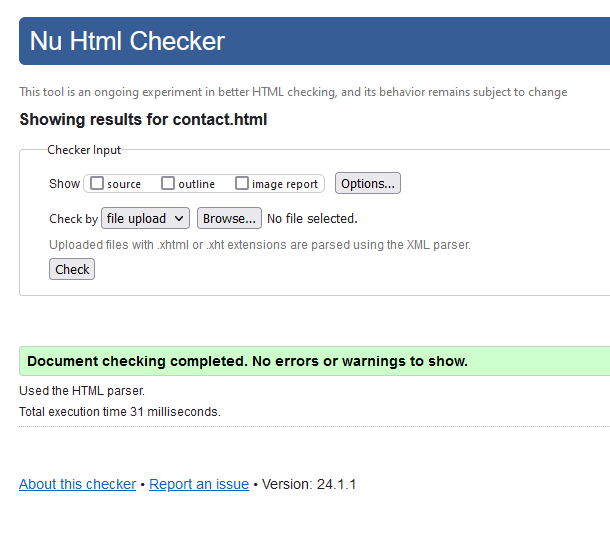 Nu Html Checker
This tool is an ongoing experiment in better HTML checking, and its behavior remains subject to change
Showing results for contact.html
Checker Input
Show source outline image report Options...
Check by file upload Browse... No file selected.
Uploaded files with .xhtml or .xht extensions are parsed using the XML parser.
Check
Document checking completed. No errors or warnings to show.
Used the HTML parser.
Total execution time 31 milliseconds.
About this checker • Report an issue • Version: 24.1.1